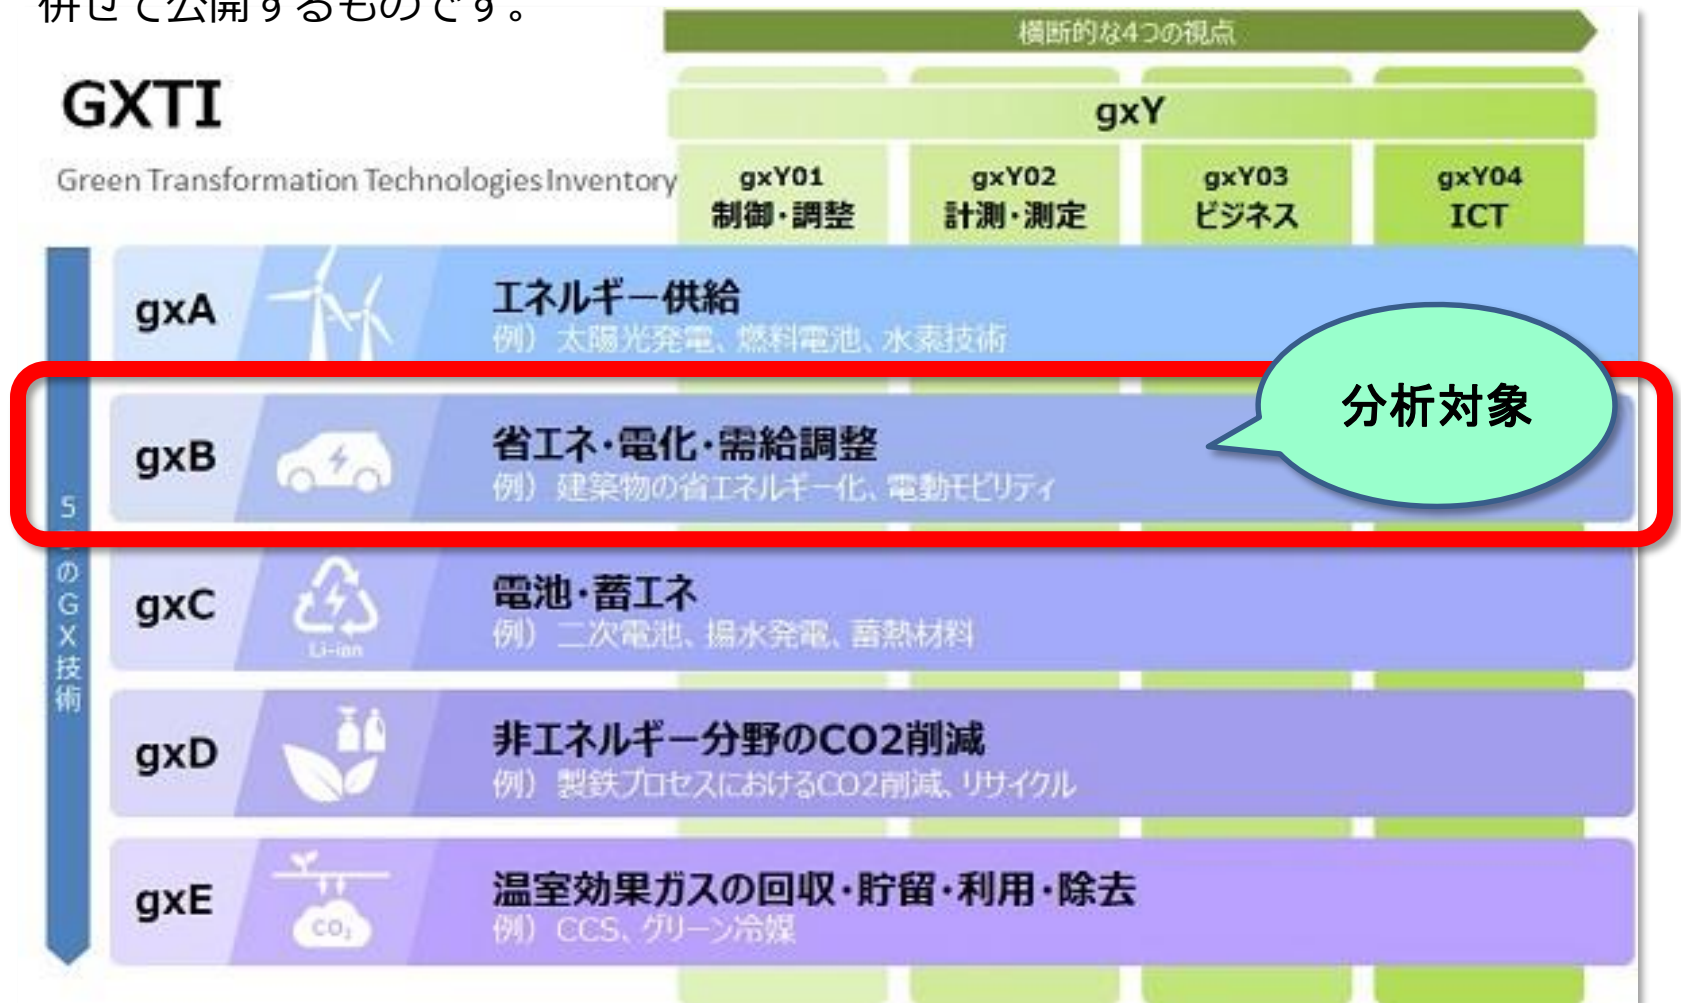 併せて公開するものです。
横断的な4つの視点
GXTI
gxY
Green Transformation Technologies Inventory
gxY01
制御・調整
gxY02
計測・測定
gxY03
ビジネス
gxY04
ICT
gxA
エネルギー供給
例）太陽光発電、燃料電池、水素技術
分析対象
gxB
省エネ・電化・需給調整
例）建築物の省エネルギー化、電動モビリティ
5
のGX技術
gxC
電池・蓄エネ
例）二次電池、揚水発電、蓄熱材料
Li-ion
gxD
非エネルギー分野のCO2削減
例）製鉄プロセスにおけるCO2削減、リサイクル
gxE
温室効果ガスの回収・貯留・利用・除去
例）CCS、グリーン冷媒
CO2